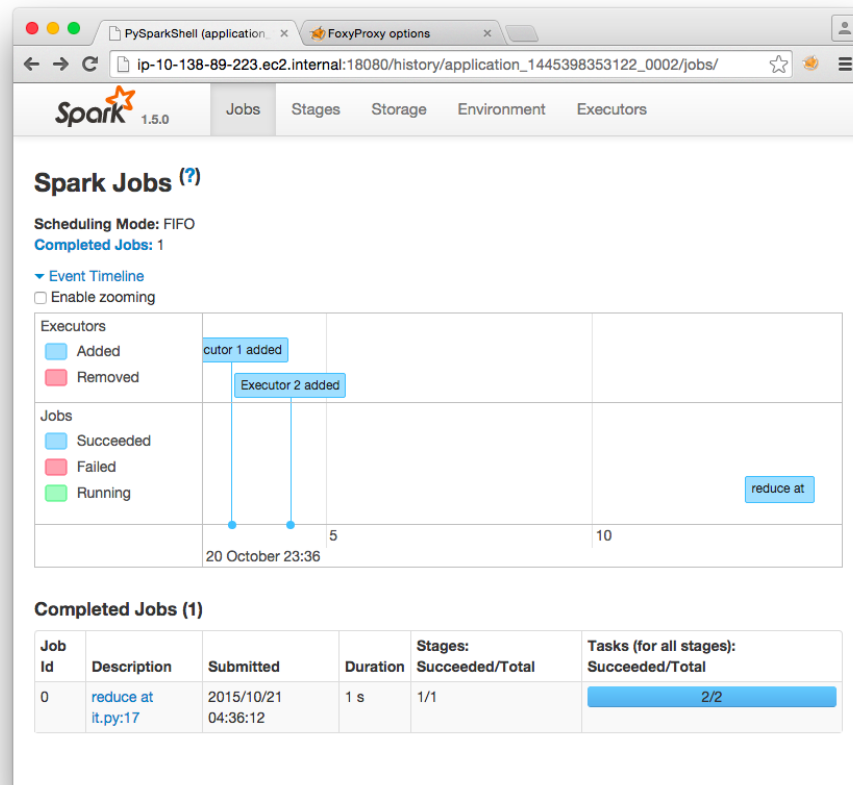 PySparkShell (application_
FoxyProxy options
ip-10-138-89-223.ec2.internal:18080/history/application_1445398353122_0002/jobs/
Spark 1.5.0
Jobs Stages Storage Environment Executors
Spark Jobs (?)
Scheduling Mode: FIFO
Completed Jobs: 1
Event Timeline
Enable zooming
Executors
Added
Removed
cutor 1 added
Executor 2 added
Jobs
Succeeded
Failed
Running
reduce at
5 10
20 October 23:36
Completed Jobs (1)
Job Id Description Submitted Duration Stages: Succeeded/Total Tasks (for all stages): Succeeded/Total
0 reduce at it.py:17 2015/10/21 04:36:12 1 s 1/1 2/2